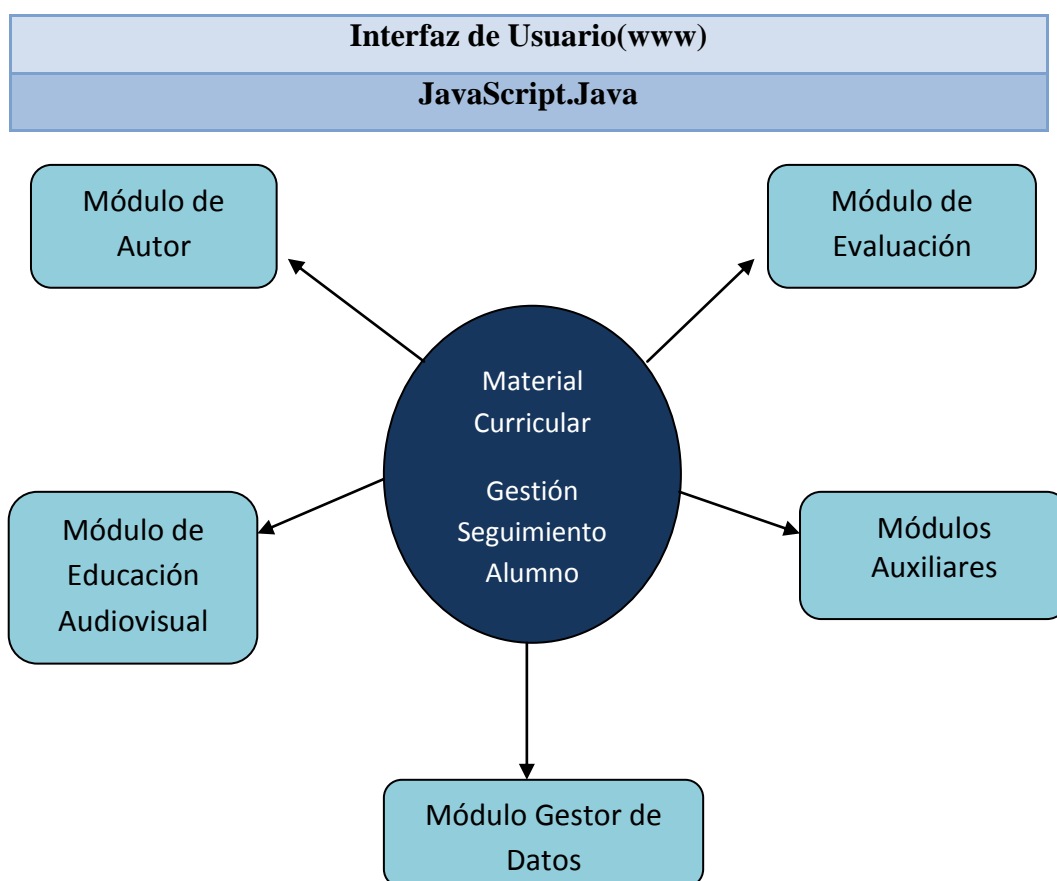 Interfaz de Usuario(www)
JavaScript.Java
Módulo de
Autor
Módulo de
Evaluación
Material
Curricular
Gestión
Seguimiento
Alumno
Módulo de
Educación
Audiovisual
Módulos
Auxiliares
Módulo Gestor de
Datos